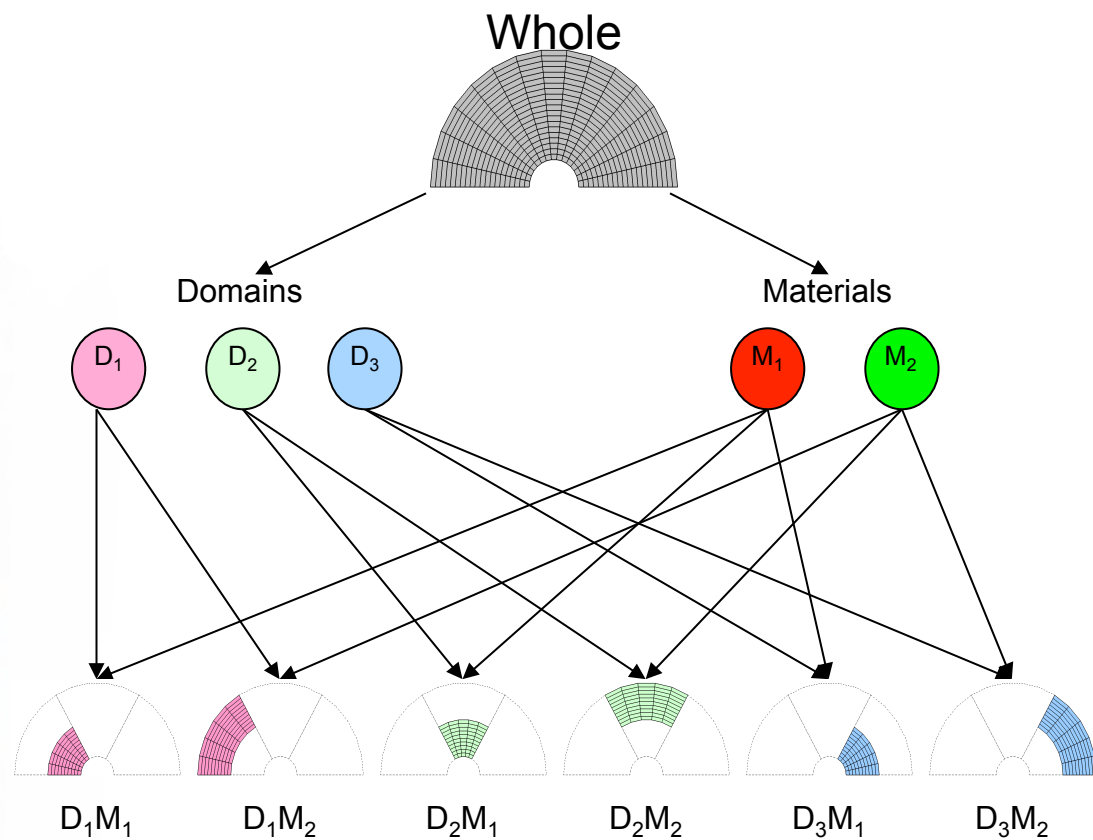 Whole
Domains Materials
D₁ D₂ D₃ M₁ M₂
D₁M₁ D₁M₂ D₂M₁ D₂M₂ D₃M₁ D₃M₂